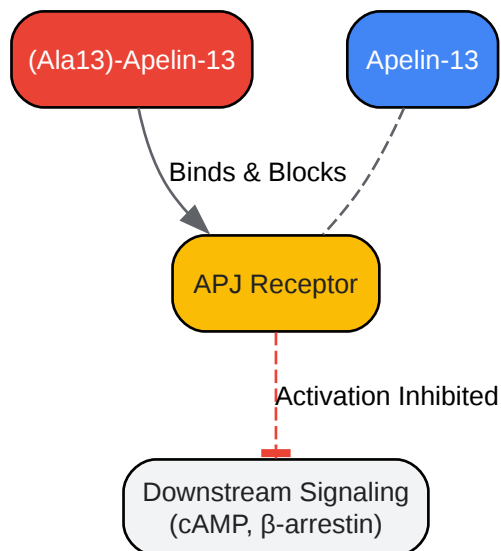 (Ala13)-Apelin-13
Apelin-13
Binds & Blocks
APJ Receptor
Activation Inhibited
Downstream Signaling
(cAMP, β-arrestin)